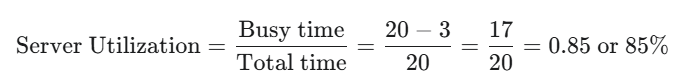 Server Utilization = Busy time / Total time = 20 – 3 / 20 = 17 / 20 = 0.85 or 85%